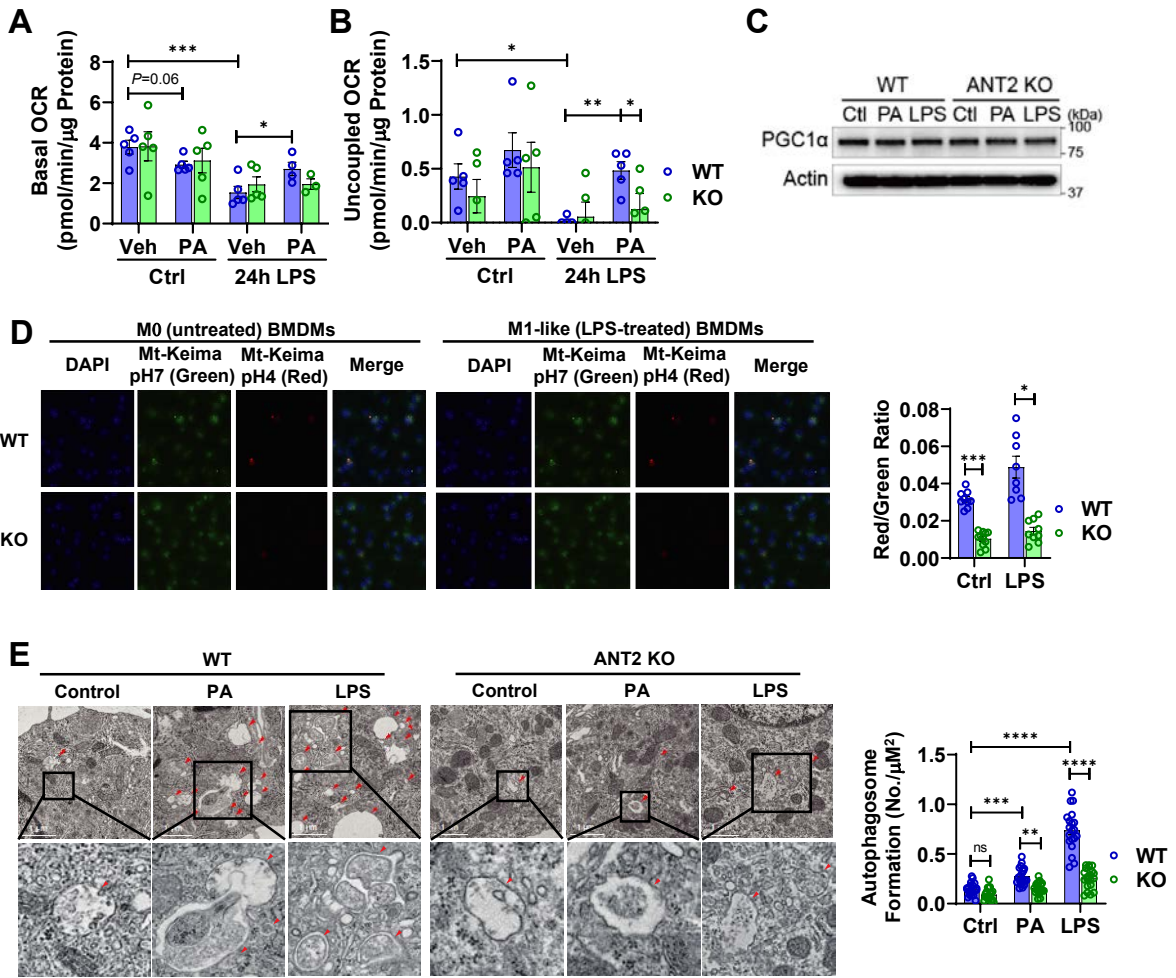 A
Basal OCR
(pmol/min/μg Protein)
8
6
4
2
0
***
P=0.06
*
Veh PA Veh PA
Ctrl 24h LPS
B
Uncoupled OCR
(pmol/min/μg Protein)
1.5
1.0
0.5
0.0
*
** *
Veh PA Veh PA
Ctrl 24h LPS
WT
KO
C
WT ANT2 KO
Ctl PA LPS Ctl PA LPS (kDa)
PGC1α
100
75
Actin
37
D
M0 (untreated) BMDMs
DAPI
Mt-Keima
pH7 (Green)
Mt-Keima
pH4 (Red)
Merge
M1-like (LPS-treated) BMDMs
DAPI
Mt-Keima
pH7 (Green)
Mt-Keima
pH4 (Red)
Merge
WT
KO
Red/Green Ratio
0.08
0.06
0.04
0.02
0.00
***
*
Ctrl LPS
WT
KO
E
WT
Control PA LPS
ANT2 KO
Control PA LPS
Autophagosome
Formation (No./μM²)
1.5
1.0
0.5
0.0
****
****
***
**
ns
Ctrl PA LPS
WT
KO